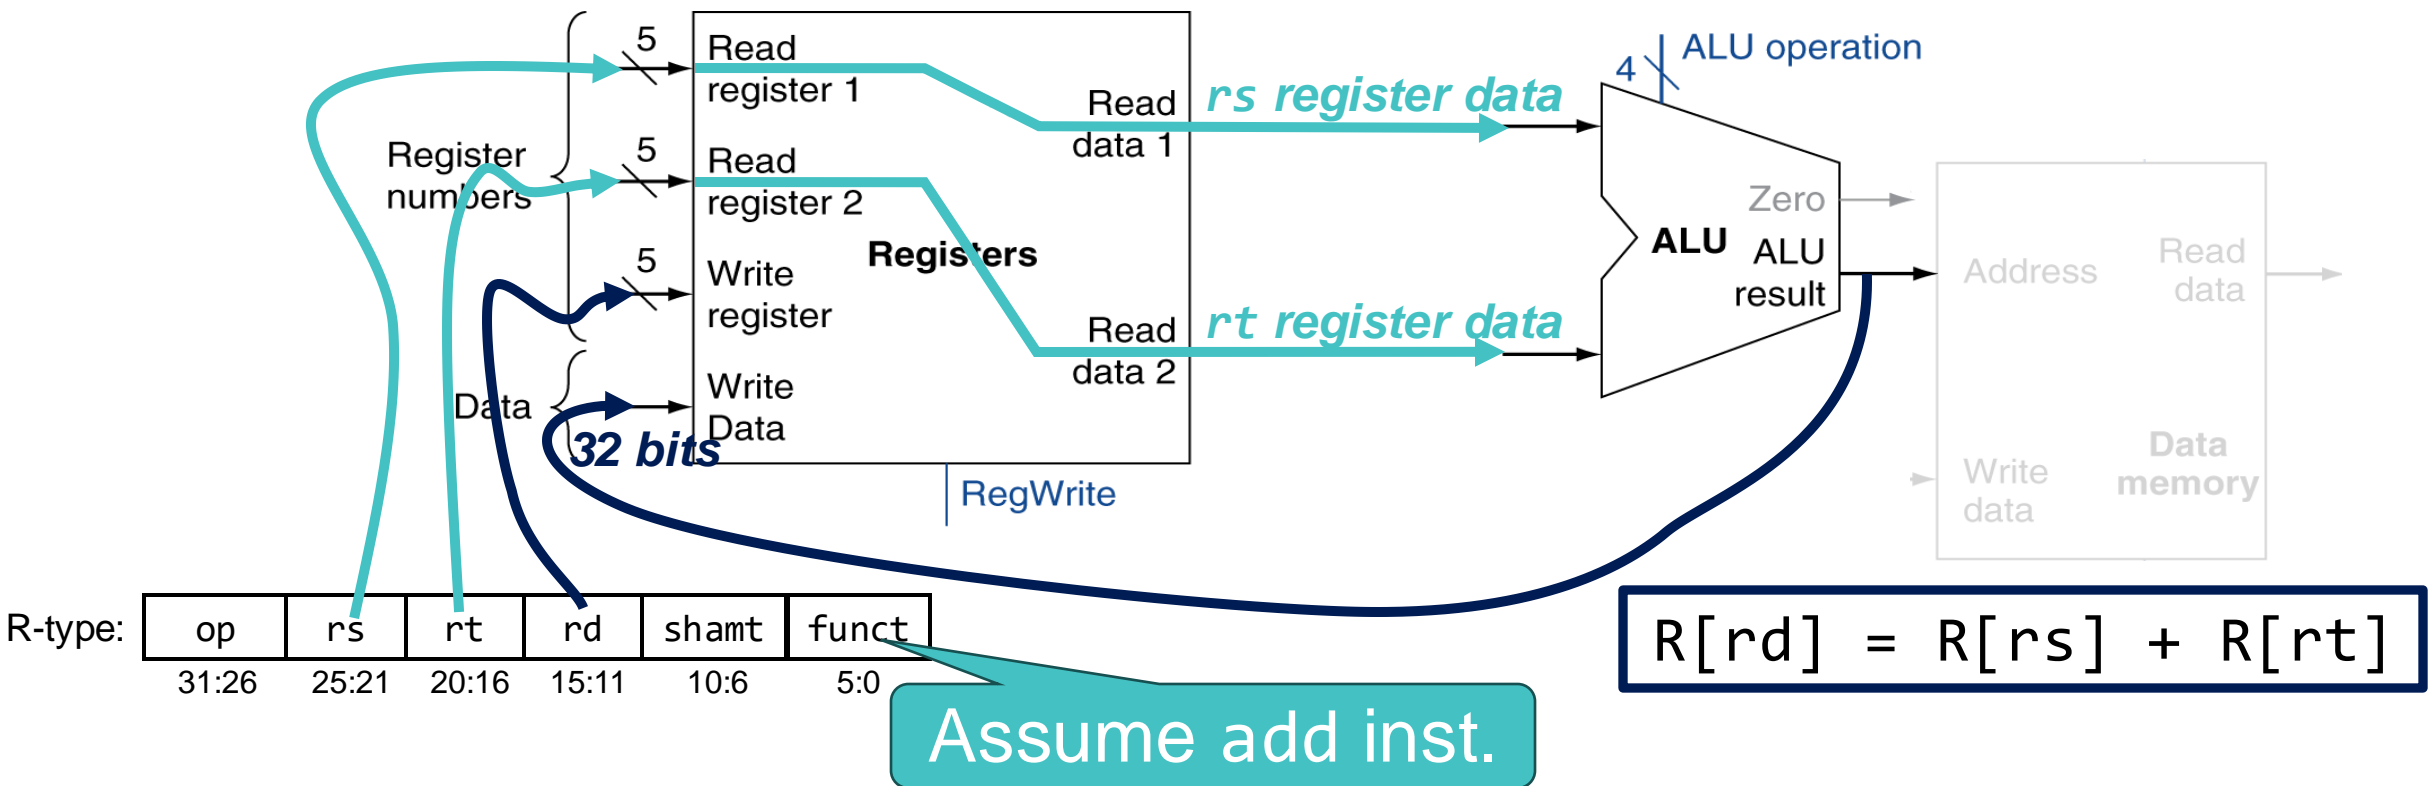 5
Read
register 1
Read
data 1
rs register data
4
ALU operation
Register
numbers
5
Read
register 2
Registers
5
Write
register
Read
data 2
rt register data
Zero
ALU
ALU
result
Address
Read
data
Data
Write
Data
32 bits
RegWrite
Write
data
Data
memory
R-type:
op rs rt rd shamt funct
31:26 25:21 20:16 15:11 10:6 5:0
R[rd] = R[rs] + R[rt]
Assume add inst.